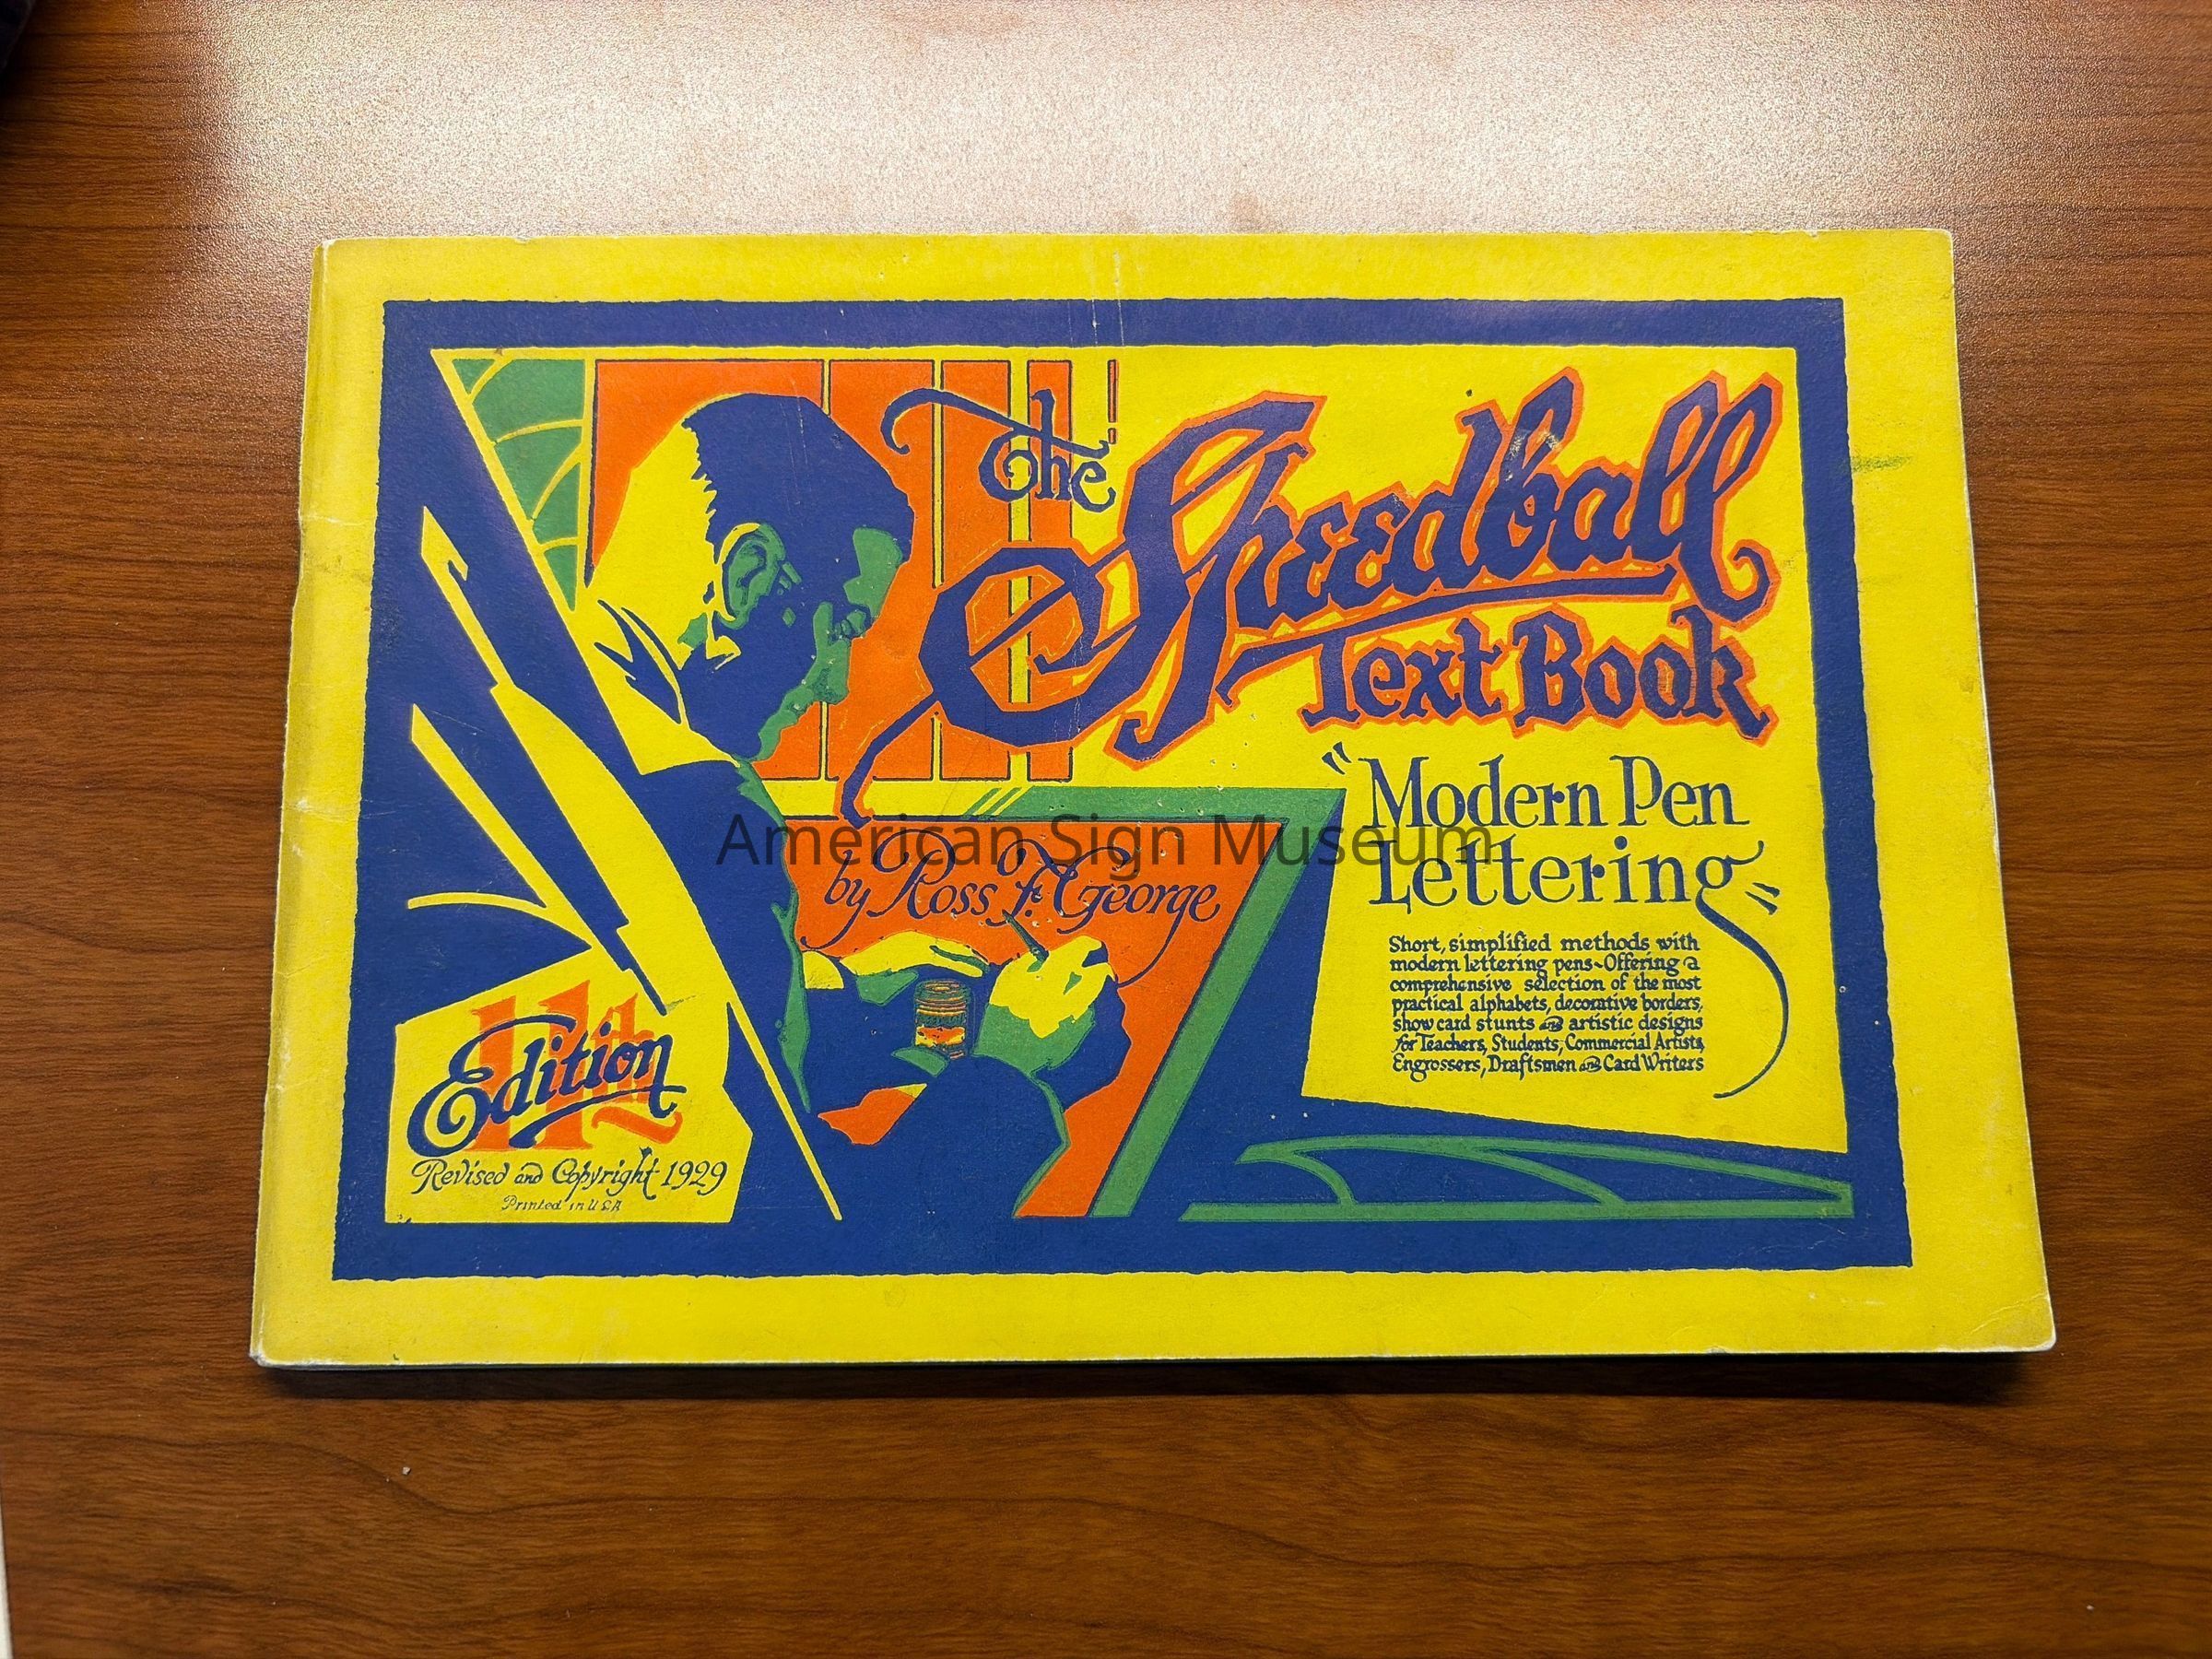 The
Speedball
Text Book
"Modern Pen
Lettering"
by Ross F. George
Short, simplified methods with
modern lettering pens~Offering a
comprehensive selection of the most
practical alphabets, decorative borders,
show card stunts and artistic designs
for Teachers, Students, Commercial Artists,
Engrossers, Draftsmen and Card Writers
11th
Edition
Revised and Copyright 1929
Printed in U S A
American Sign Museum